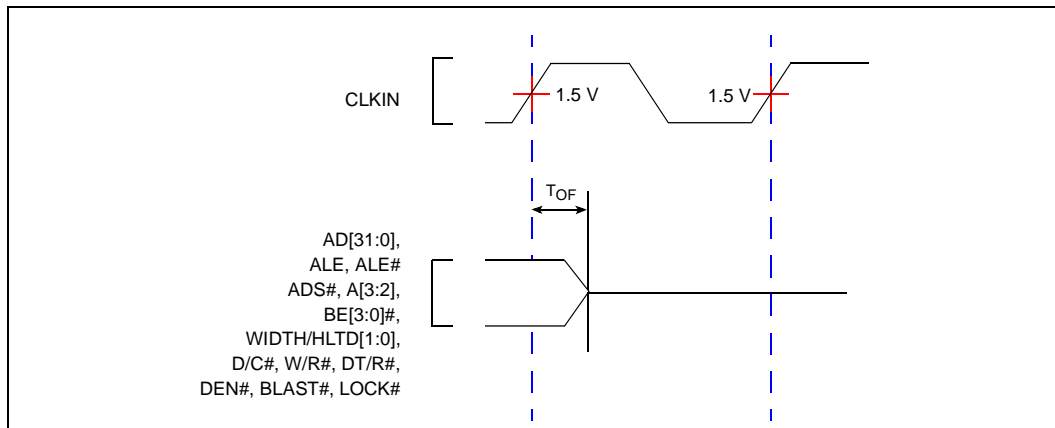 CLKIN
1.5 V
1.5 V
TOF
AD[31:0],
ALE, ALE#
ADS#, A[3:2],
BE[3:0]#,
WIDTH/HLTD[1:0],
D/C#, W/R#, DT/R#,
DEN#, BLAST#, LOCK#